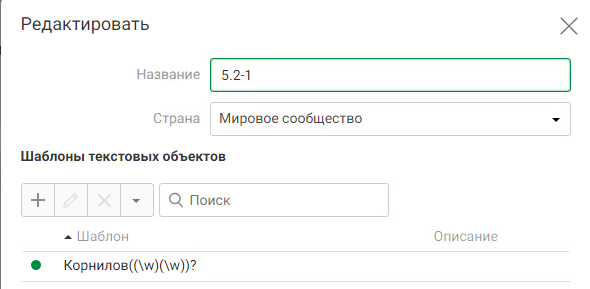 Редактировать
Название 5.2-1
Страна Мировое сообщество
Шаблоны текстовых объектов
Поиск
Шаблон Описание
Корнилов((\w)(\w))?